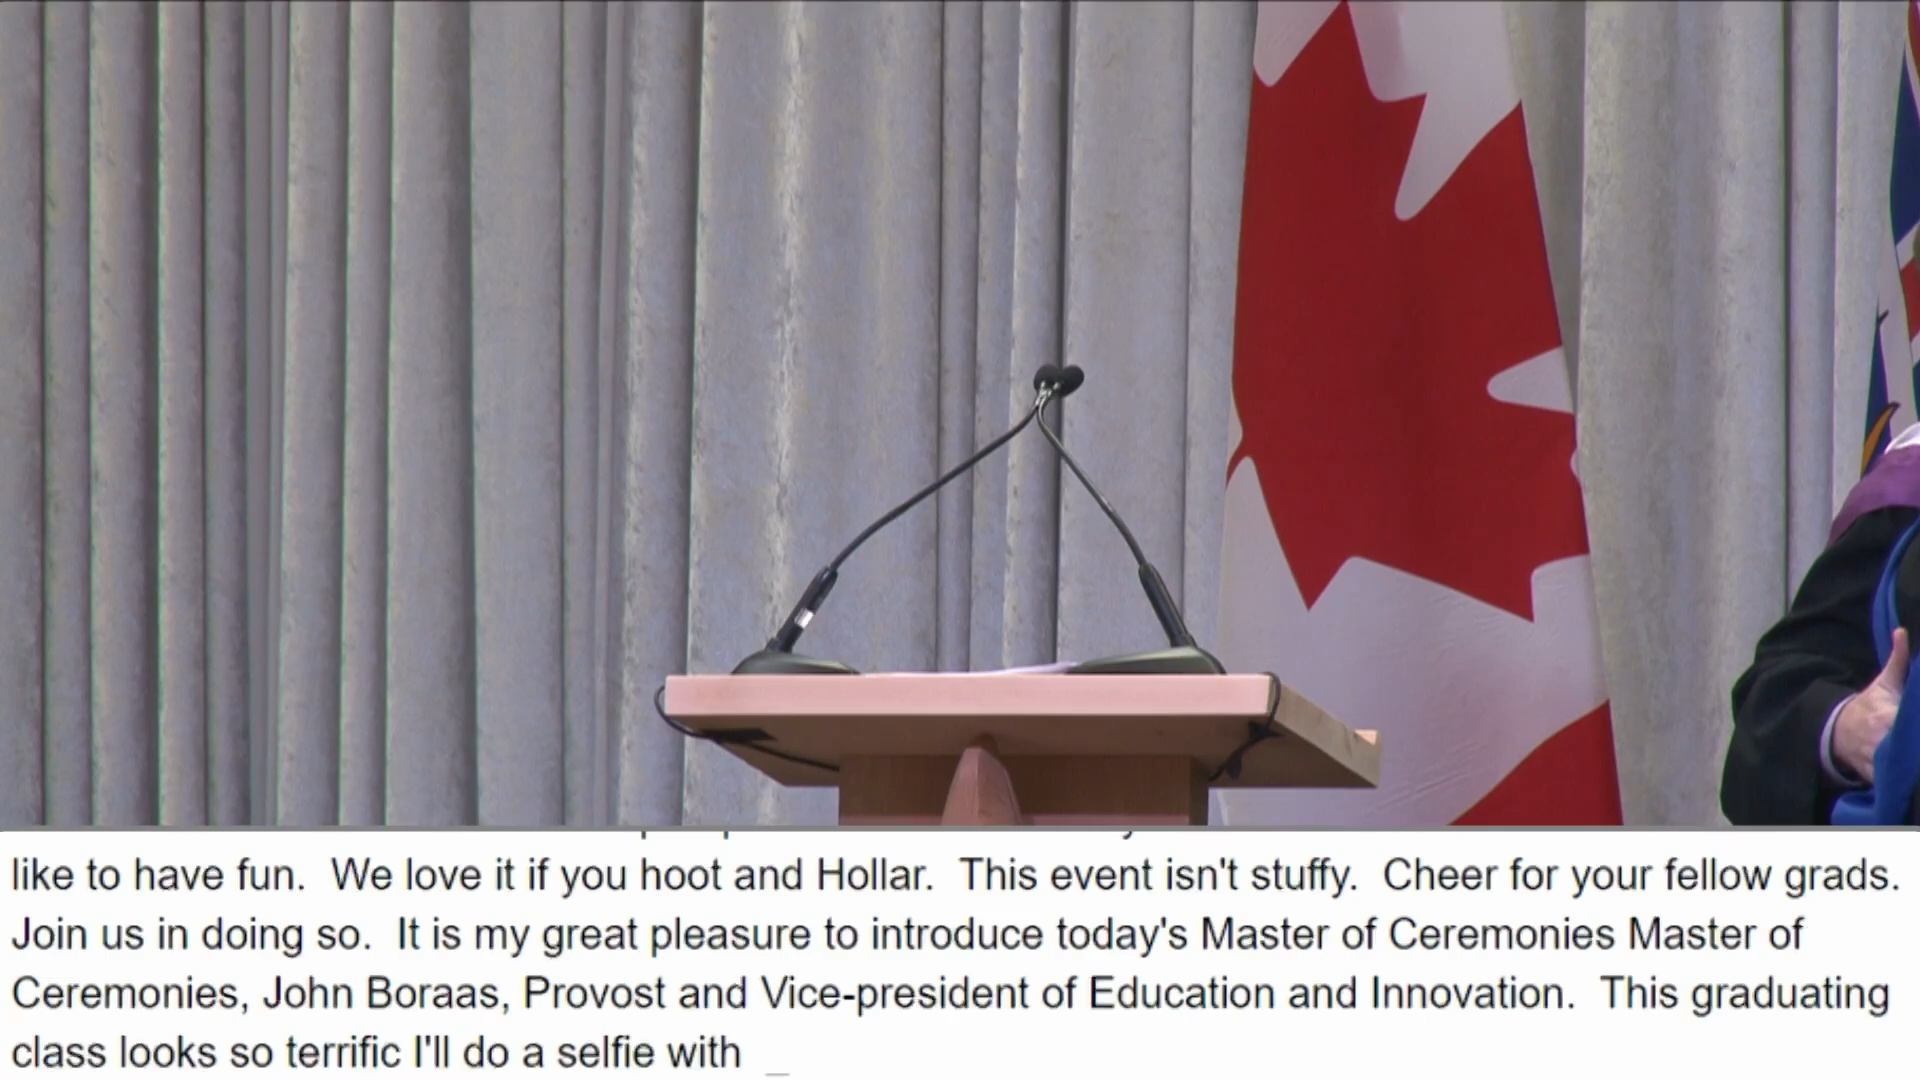 like to have fun.  We love it if you hoot and Hollar.  This event isn't stuffy.  Cheer for your fellow grads.
Join us in doing so.  It is my great pleasure to introduce today's Master of Ceremonies Master of
Ceremonies, John Boraas, Provost and Vice-president of Education and Innovation.  This graduating
class looks so terrific I'll do a selfie with  _